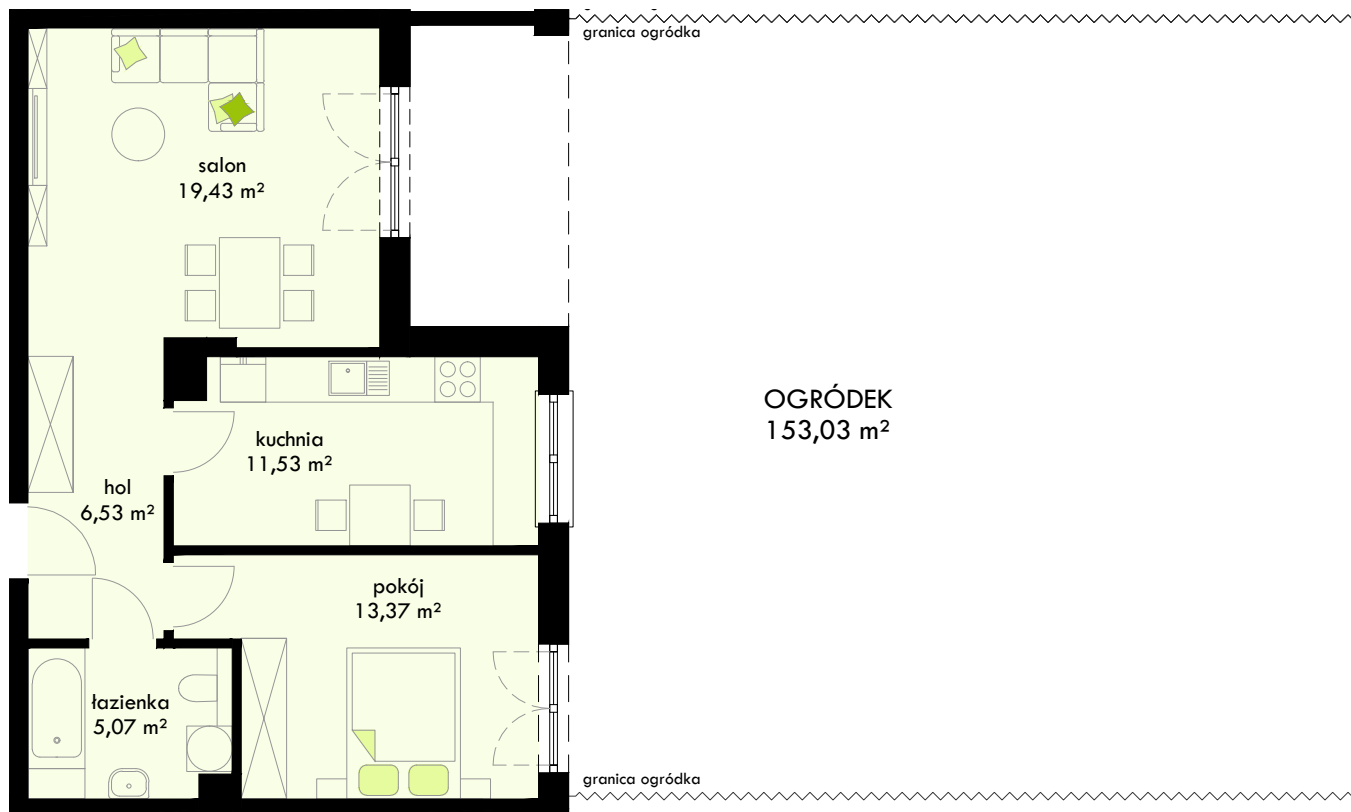 granica ogródka
salon
19,43 m²
OGRÓDEK
153,03 m²
kuchnia
11,53 m²
hol
6,53 m²
pokój
13,37 m²
łazienka
5,07 m²
granica ogródka